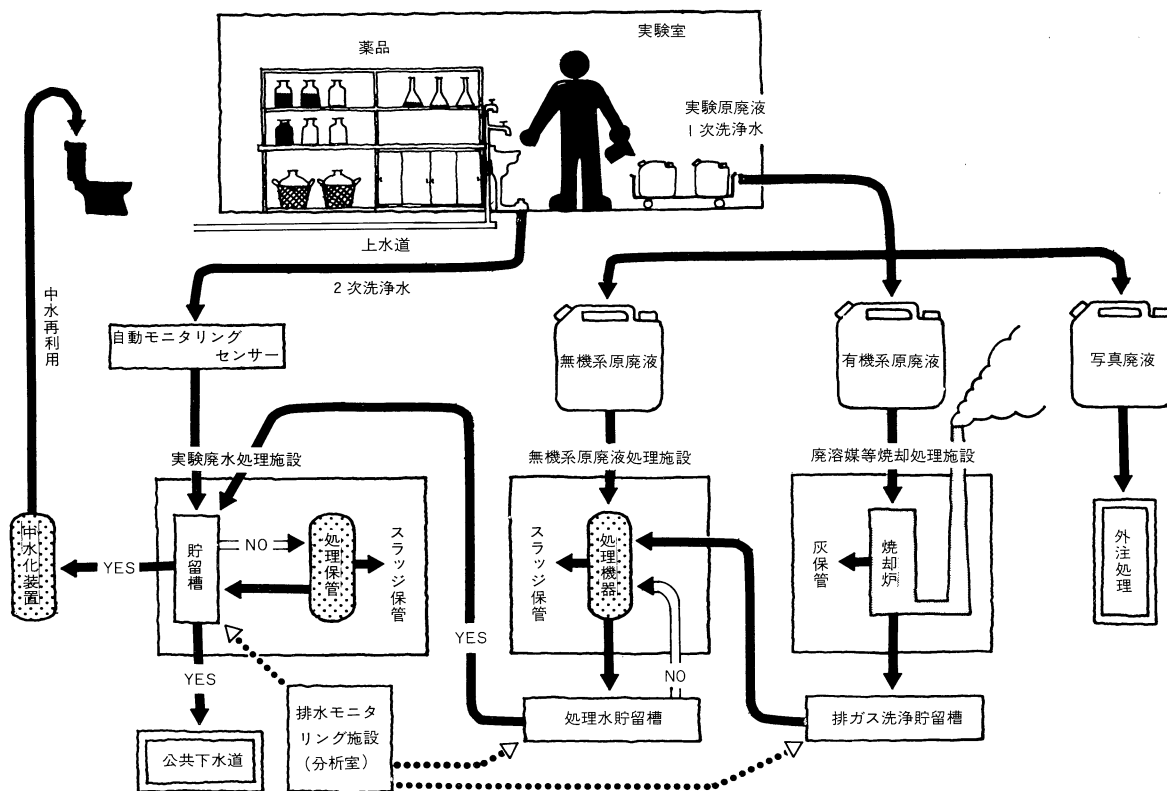 実験室
薬品
実験原廃液
1次洗浄水
上水道
2次洗浄水
中水再利用
自動モニタリング
センサー
無機系原廃液
有機系原廃液
写真廃液
実験廃水処理施設
無機系原廃液処理施設
廃溶媒等焼却処理施設
中水化装置
YES
貯留槽
NO
処理保管
スラッジ保管
スラッジ保管
処理機器
灰保管
焼却炉
外注処理
YES
YES
NO
排水モニタ
リング施設
(分析室)
処理水貯留槽
排ガス洗浄貯留槽
公共下水道